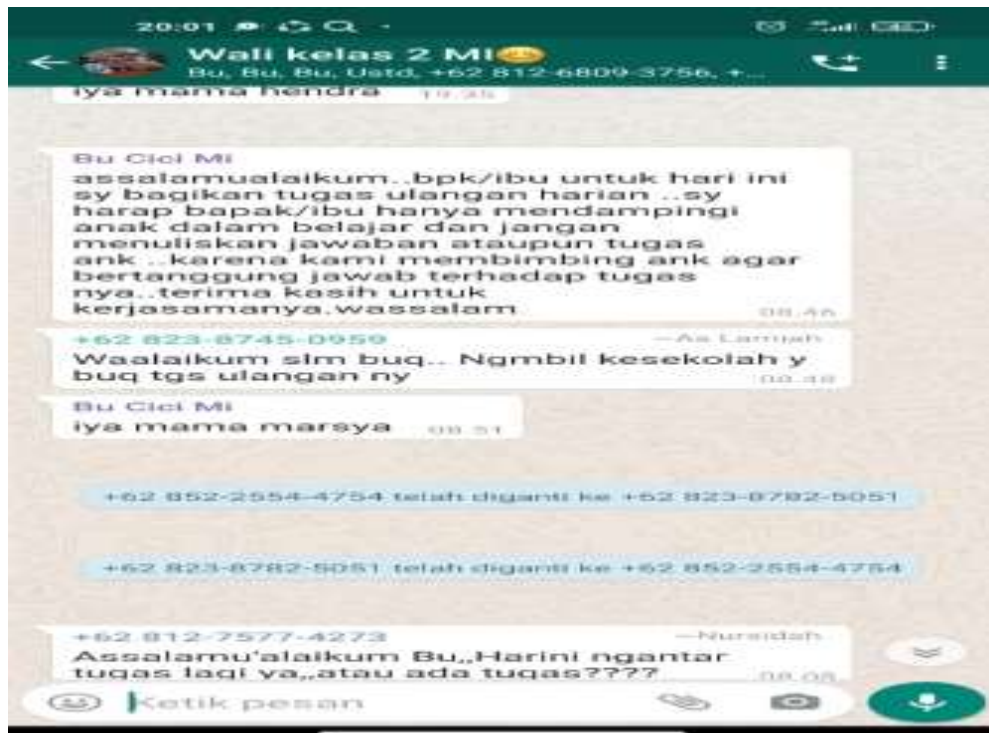 20:01
Wali kelas 2 MI
Bu, Bu, Bu, Ustd, +62 812-6809-3756, +...
iya mama hendra 19.35
Bu Cici Mi
assalamualaikum..bpk/ibu untuk hari ini
sy bagikan tugas ulangan harian ..sy
harap bapak/ibu hanya mendampingi
anak dalam belajar dan jangan
menuliskan jawaban ataupun tugas
ank ..karena kami membimbing ank agar
bertanggung jawab terhadap tugas
nya..terima kasih untuk
kerjasamanya.wassalam 08.46
+62 823-8745-0959 ~As Lamiah
Waalaikum slm buq.. Ngmbil kesekolah y
buq tgs ulangan ny 08.48
Bu Cici Mi
iya mama marsya 08.51
+62 852-2554-4754 telah diganti ke +62 823-8782-5051
+62 823-8782-5051 telah diganti ke +62 852-2554-4754
+62 812-7577-4273 ~Nursidah
Assalamu'alaikum Bu,,Harini ngantar
tugas lagi ya,,atau ada tugas???? 08.08
Ketik pesan